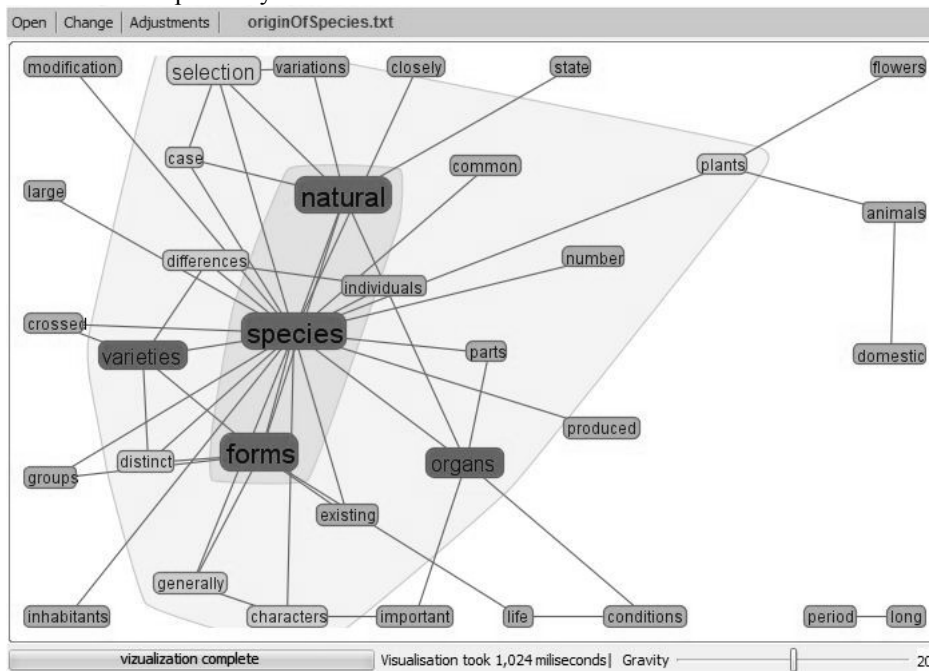 Open Change Adjustments originOfSpecies.txt
modification selection variations closely state flowers
case common plants
large natural animals
differences number
individuals
crossed species
varieties parts domestic
produced
distinct forms organs
groups
existing
generally
inhabitants characters important life conditions period long
vizualization complete Visualisation took 1,024 miliseconds| Gravity 20